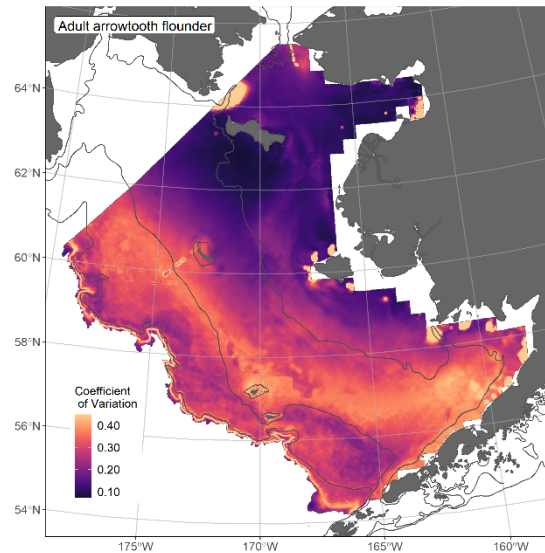 Adult arrowtooth flounder
64°N
62°N
60°N
58°N
56°N
54°N
Coefficient
of Variation
0.40
0.30
0.20
0.10
175°W
170°W
165°W
160°W